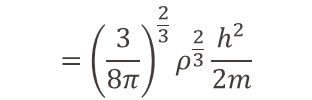 = (3/8π)^(2/3) ρ^(2/3) h²/2m